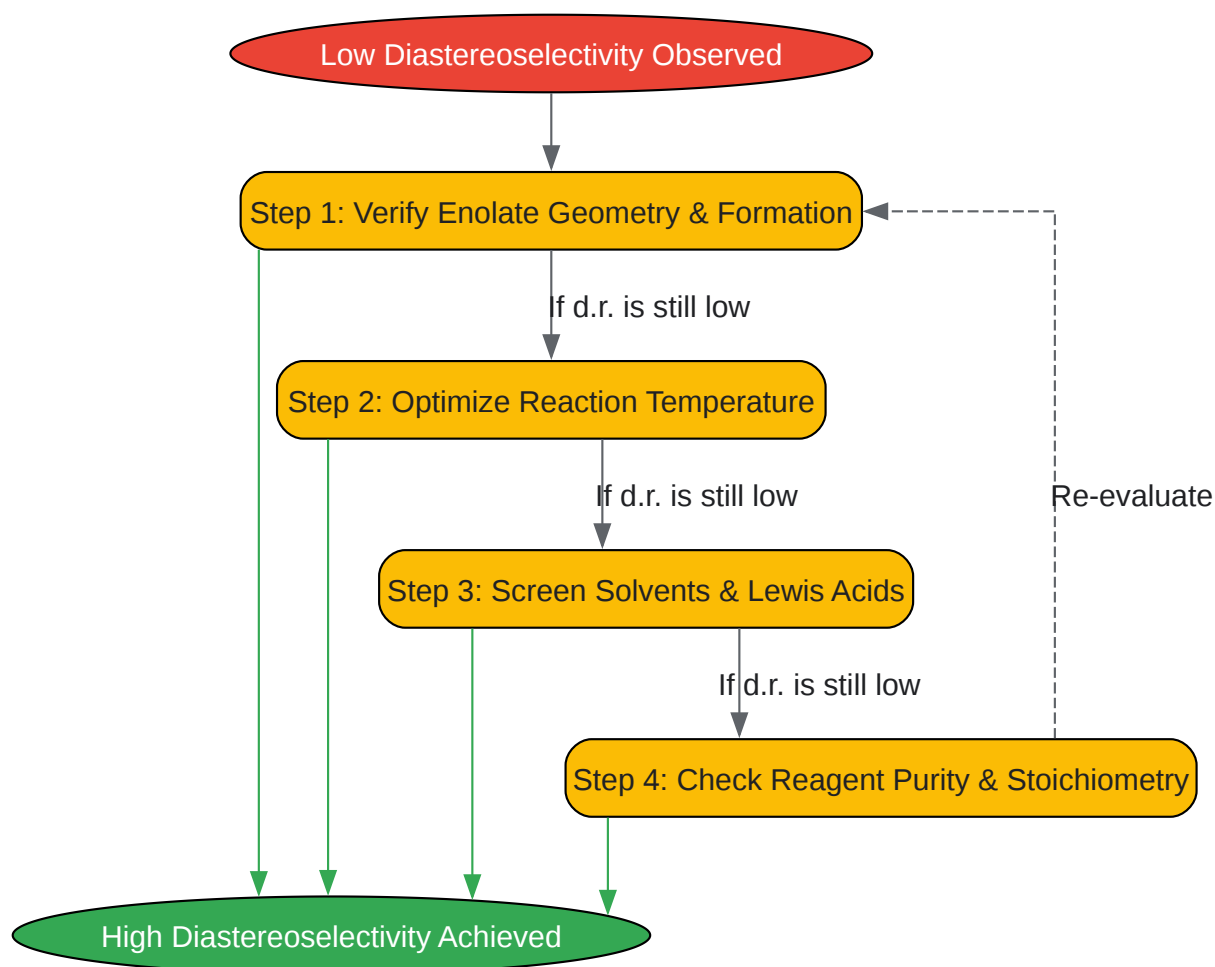 Low Diastereoselectivity Observed
Step 1: Verify Enolate Geometry & Formation
If d.r. is still low
Step 2: Optimize Reaction Temperature
If d.r. is still low
Re-evaluate
Step 3: Screen Solvents & Lewis Acids
If d.r. is still low
Step 4: Check Reagent Purity & Stoichiometry
High Diastereoselectivity Achieved